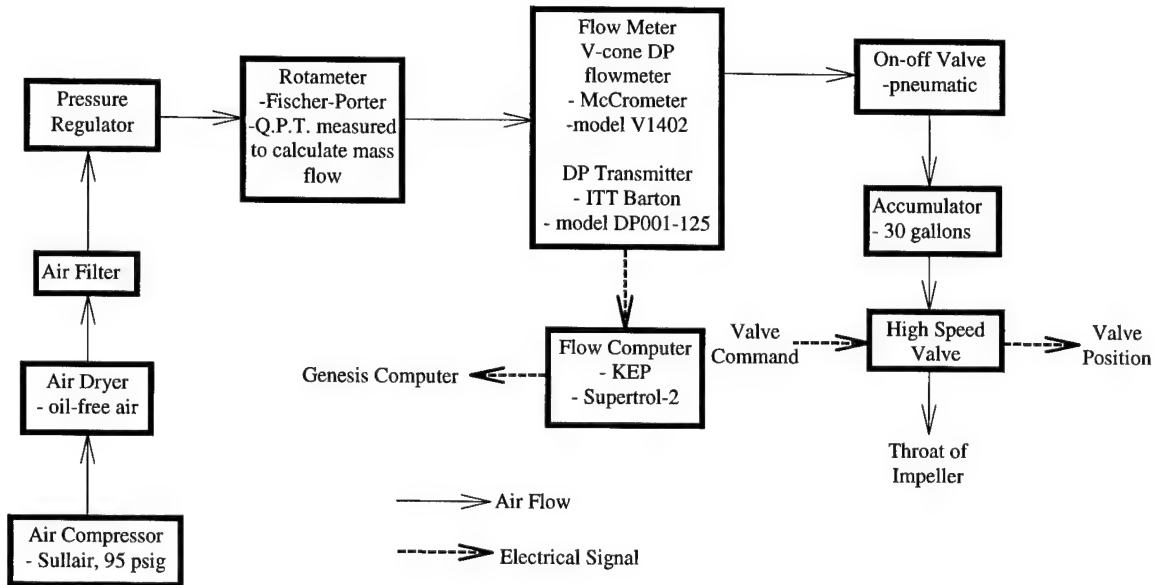 Flow Meter
V-cone DP
flowmeter
- McCrometer
-model V1402
DP Transmitter
- ITT Barton
- model DP001-125
On-off Valve
-pneumatic
Rotameter
-Fischer-Porter
-Q.P.T. measured
to calculate mass
flow
Pressure
Regulator
Accumulator
- 30 gallons
Air Filter
High Speed
Valve
Valve
Command
Valve
Position
Flow Computer
- KEP
- Supertrol-2
Genesis Computer
Air Dryer
- oil-free air
Throat of
Impeller
Air Flow
Air Compressor
- Sullair, 95 psig
Electrical Signal